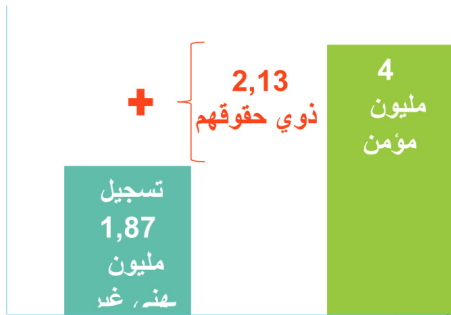 +
2,13
ذوي حقوقهم
4
مليون
مؤمن
تسجيل
1,87
مليون